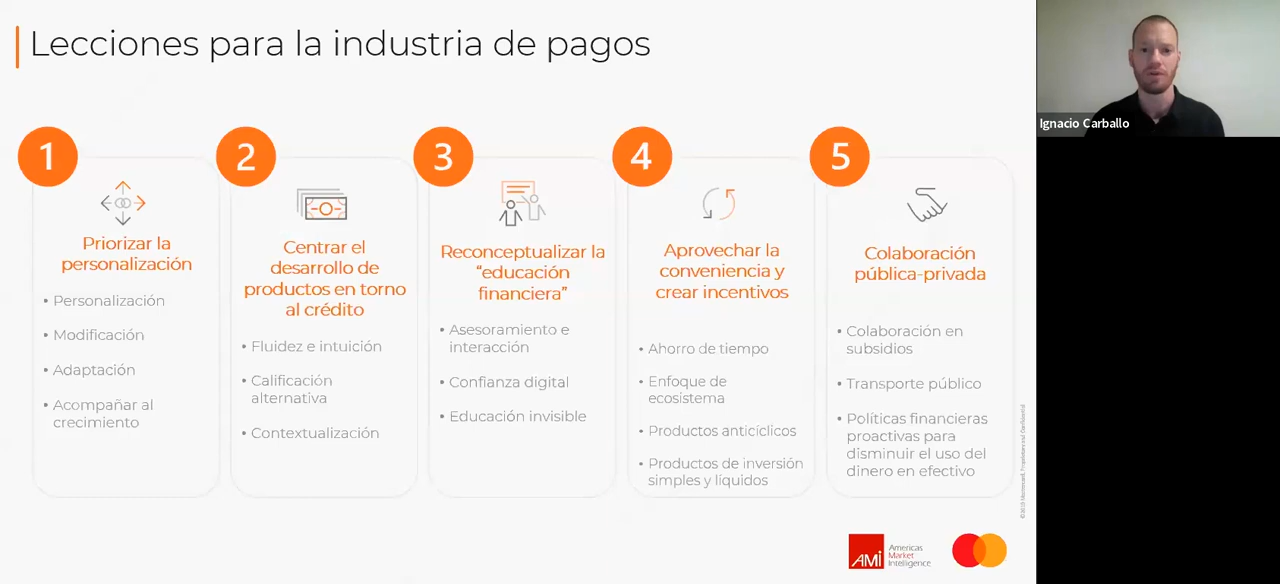 Lecciones para la industria de pagos
Ignacio Carballo
1
Priorizar la
personalización
• Personalización
• Modificación
• Adaptación
• Acompañar al
crecimiento
2
Centrar el
desarrollo de
productos en torno
al crédito
• Fluidez e intuición
• Calificación
alternativa
• Contextualización
3
Reconceptualizar la
“educación
financiera”
• Asesoramiento e
interacción
• Confianza digital
• Educación invisible
4
Aprovechar la
conveniencia y
crear incentivos
• Ahorro de tiempo
• Enfoque de
ecosistema
• Productos anticíclicos
• Productos de inversión
simples y líquidos
5
Colaboración
pública-privada
• Colaboración en
subsidios
• Transporte público
• Políticas financieras
proactivas para
disminuir el uso del
dinero en efectivo
AMI
Americas
Market
Intelligence